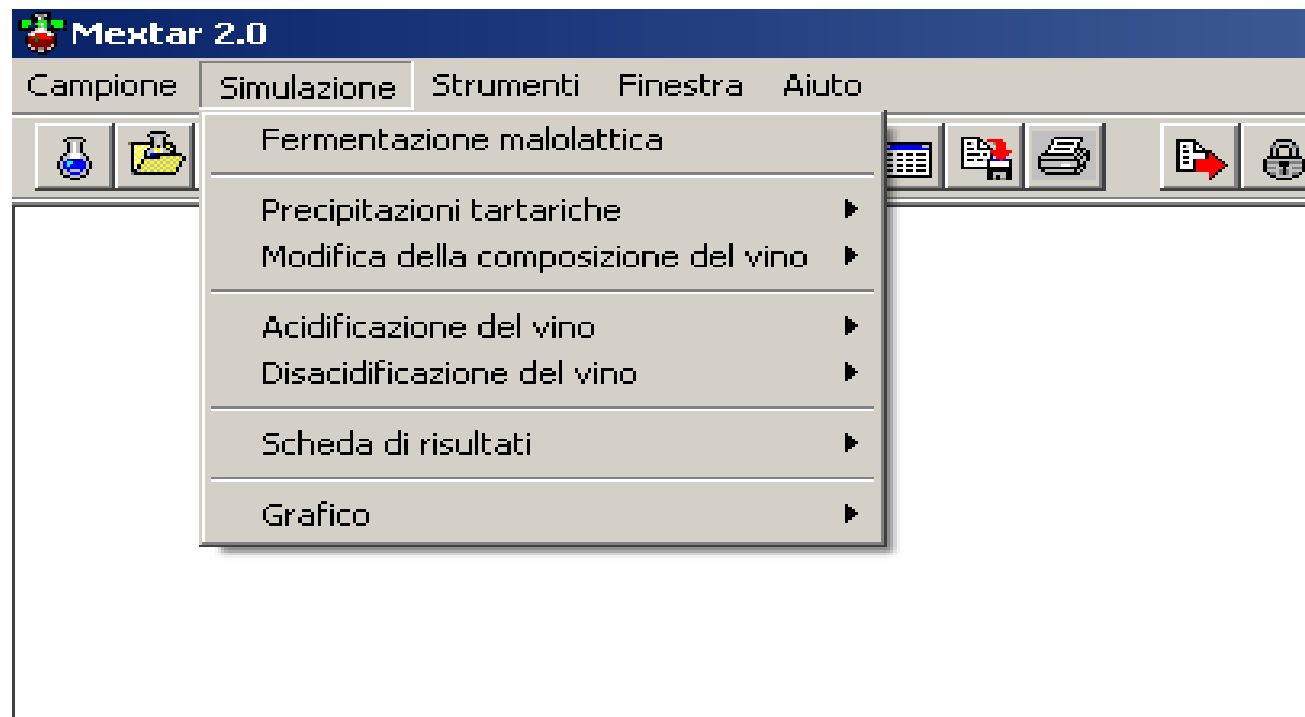 Mextar 2.0
Campione Simulazione Strumenti Finestra Aiuto
Fermentazione malolattica
Precipitazioni tartariche
Modifica della composizione del vino
Acidificazione del vino
Disacidificazione del vino
Scheda di risultati
Grafico